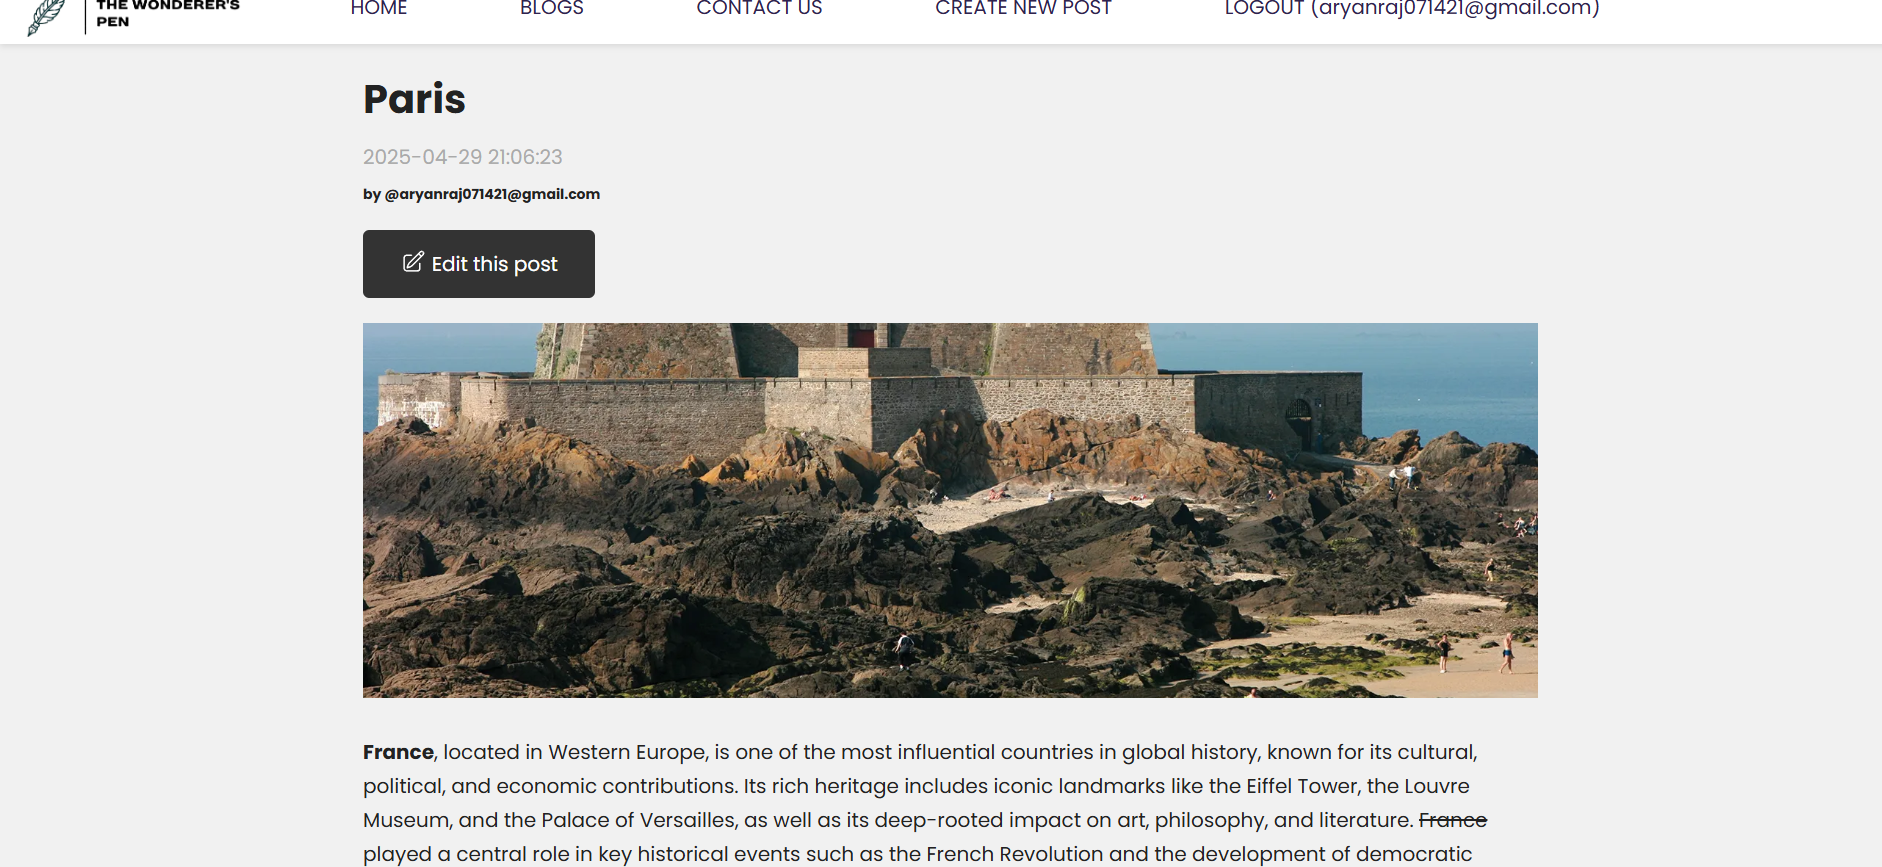 THE WONDERER'S
PEN
HOME BLOGS CONTACT US CREATE NEW POST LOGOUT (aryanraj071421@gmail.com)
Paris
2025-04-29 21:06:23
by @aryanraj071421@gmail.com
Edit this post
France, located in Western Europe, is one of the most influential countries in global history, known for its cultural,
political, and economic contributions. Its rich heritage includes iconic landmarks like the Eiffel Tower, the Louvre
Museum, and the Palace of Versailles, as well as its deep-rooted impact on art, philosophy, and literature. France
played a central role in key historical events such as the French Revolution and the development of democratic